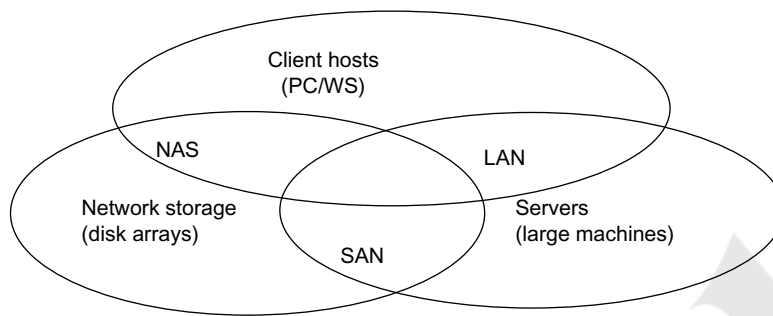 Client hosts
(PC/WS)
NAS
LAN
Network storage
(disk arrays)
Servers
(large machines)
SAN